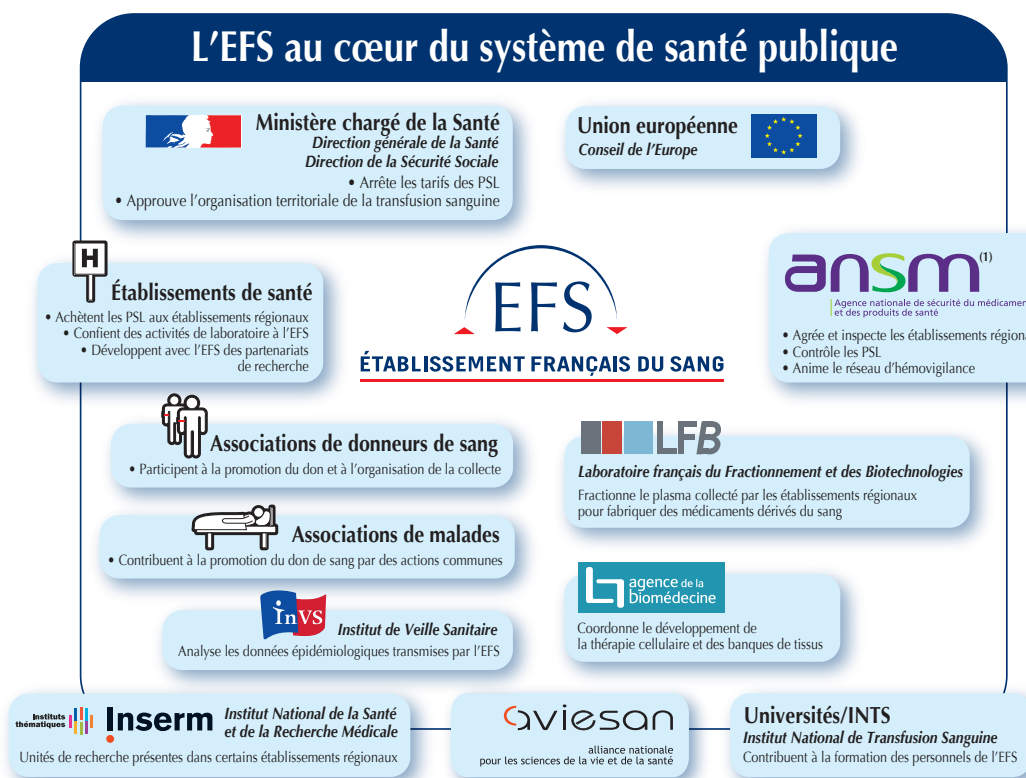 L'EFS au cœur du système de santé publique
Ministère chargé de la Santé
Direction générale de la Santé
Direction de la Sécurité Sociale
• Arrête les tarifs des PSL
• Approuve l'organisation territoriale de la transfusion sanguine
Union européenne
Conseil de l'Europe
H
Établissements de santé
• Achètent les PSL aux établissements régionaux
• Confient des activités de laboratoire à l'EFS
• Développent avec l'EFS des partenariats
de recherche
EFS
ÉTABLISSEMENT FRANÇAIS DU SANG
ansm(1)
Agence nationale de sécurité du médicamen
et des produits de santé
• Agrée et inspecte les établissements régiona
• Contrôle les PSL
• Anime le réseau d'hémovigilance
Associations de donneurs de sang
• Participent à la promotion du don et à l'organisation de la collecte
LFB
Laboratoire français du Fractionnement et des Biotechnologies
Fractionne le plasma collecté par les établissements régionaux
pour fabriquer des médicaments dérivés du sang
Associations de malades
• Contribuent à la promotion du don de sang par des actions communes
agence de la
biomédecine
Coordonne le développement de
la thérapie cellulaire et des banques de tissus
InVS
Institut de Veille Sanitaire
Analyse les données épidémiologiques transmises par l'EFS
Instituts
thématiques
Inserm
Institut National de la Santé
et de la Recherche Médicale
Unités de recherche présentes dans certains établissements régionaux
aviesan
alliance nationale
pour les sciences de la vie et de la santé
Universités/INTS
Institut National de Transfusion Sanguine
Contribuent à la formation des personnels de l'EFS